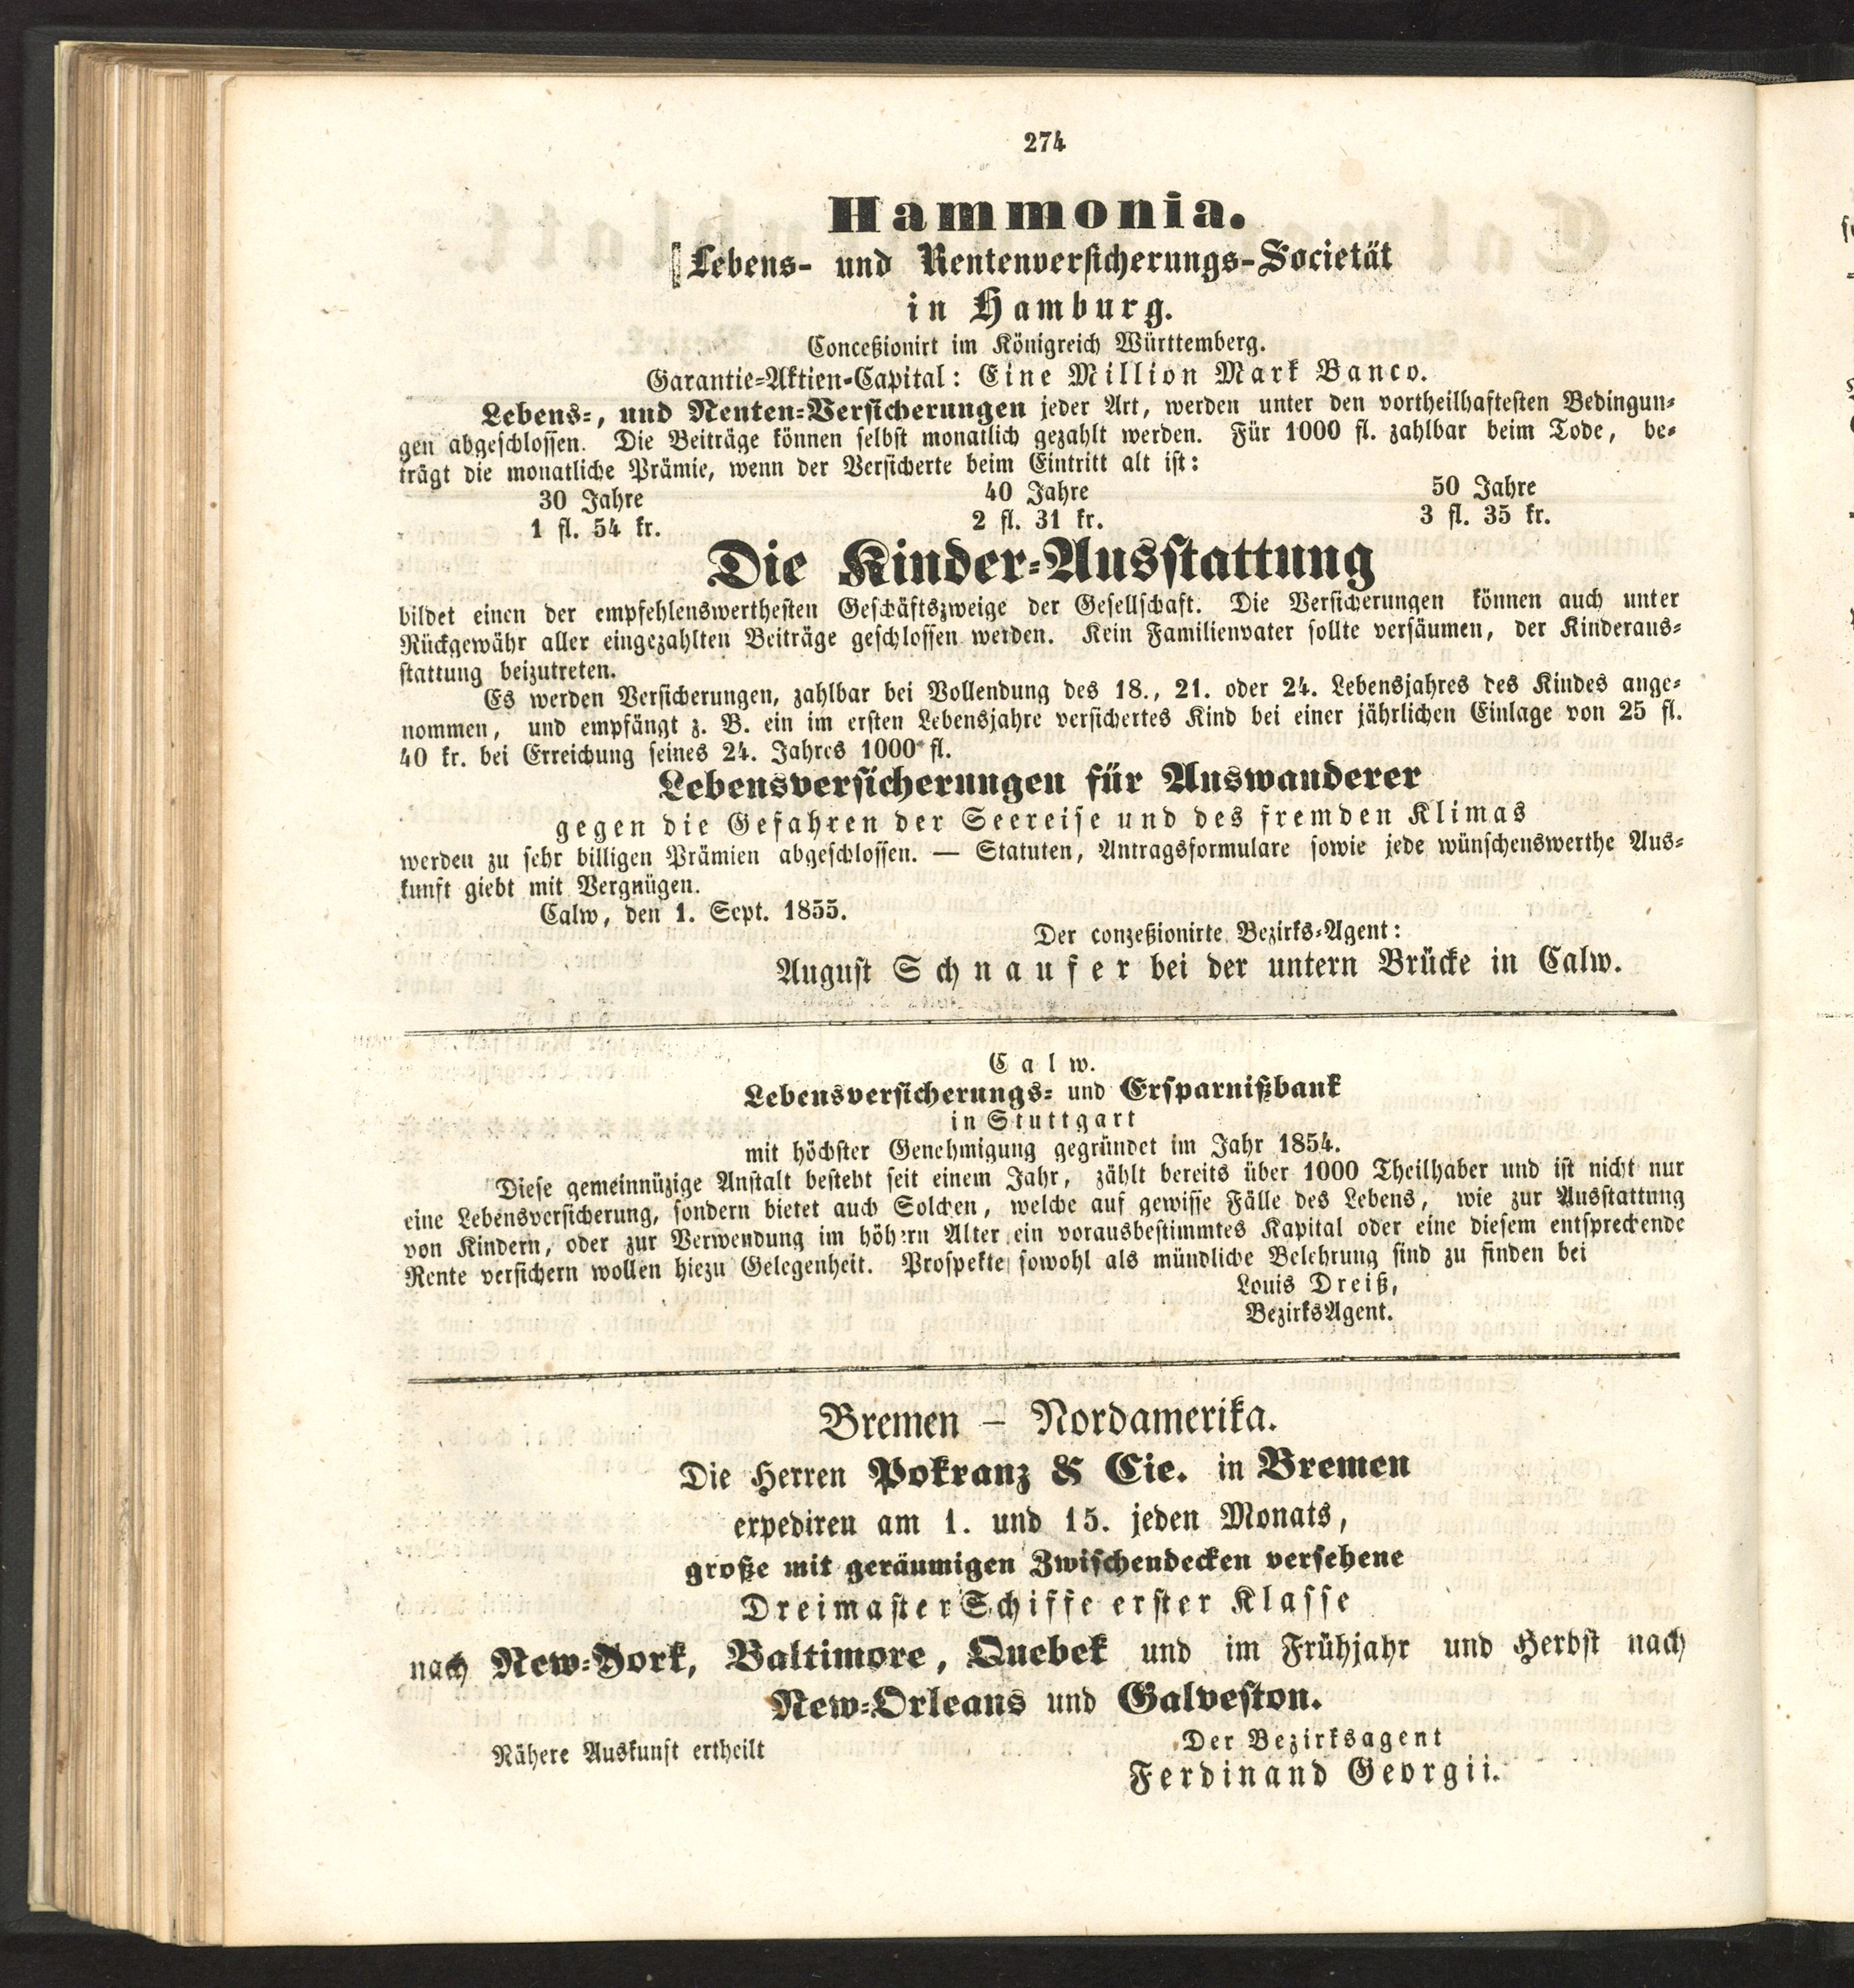 274
Hammonia.
Lebens- und Rentenversicherungs-Societät
in Hamburg.
Conceßionirt im Königreich Württemberg.
Garantie-Aktien-Capital: Eine Million Mark Banco.
Lebens-, und Renten-Versicherungen jeder Art, werden unter den vortheilhaftesten Bedingun-
gen abgeschlossen. Die Beiträge können selbst monatlich gezahlt werden. Für 1000 fl. zahlbar beim Tode, be-
trägt die monatliche Prämie, wenn der Versicherte beim Eintritt alt ist:
30 Jahre 40 Jahre 50 Jahre
1 fl. 54 kr. 2 fl. 31 kr. 3 fl. 35 kr.
Die Kinder-Ausstattung
bildet einen der empfehlenswerthesten Geschäftszweige der Gesellschaft. Die Versicherungen können auch unter
Rückgewähr aller eingezahlten Beiträge geschlossen werden. Kein Familienvater sollte versäumen, der Kinderaus-
stattung beizutreten.
Es werden Versicherungen, zahlbar bei Vollendung des 18., 21. oder 24. Lebensjahres des Kindes ange-
nommen, und empfängt z. B. ein im ersten Lebensjahre versichertes Kind bei einer jährlichen Einlage von 25 fl.
40 kr. bei Erreichung seines 24. Jahres 1000 fl.
Lebensversicherungen für Auswanderer
gegen die Gefahren der Seereise und des fremden Klimas
werden zu sehr billigen Prämien abgeschlossen. — Statuten, Antragsformulare sowie jede wünschenswerthe Aus-
kunft giebt mit Vergnügen.
Calw, den 1. Sept. 1855.
Der conzeßionirte Bezirks-Agent:
August Schnaufer bei der untern Brücke in Calw.
Calw.
Lebensversicherungs- und Ersparnißbank
in Stuttgart
mit höchster Genehmigung gegründet im Jahr 1854.
Diese gemeinnüzige Anstalt besteht seit einem Jahr, zählt bereits über 1000 Theilhaber und ist nicht nur
eine Lebensversicherung, sondern bietet auch Solchen, welche auf gewisse Fälle des Lebens, wie zur Ausstattung
von Kindern, oder zur Verwendung im höhern Alter ein vorausbestimmtes Kapital oder eine diesem entsprechende
Rente versichern wollen hiezu Gelegenheit. Prospekte sowohl als mündliche Belehrung sind zu finden bei
Louis Dreiß,
BezirksAgent.
Bremen – Nordamerika.
Die Herren Pokranz & Cie. in Bremen
expediren am 1. und 15. jeden Monats,
große mit geräumigen Zwischendecken versehene
DreimasterSchiffe erster Klasse
nach New-York, Baltimore, Quebek und im Frühjahr und Herbst nach
New-Orleans und Galveston.
Nähere Auskunft ertheilt
Der Bezirksagent
Ferdinand Georgii.